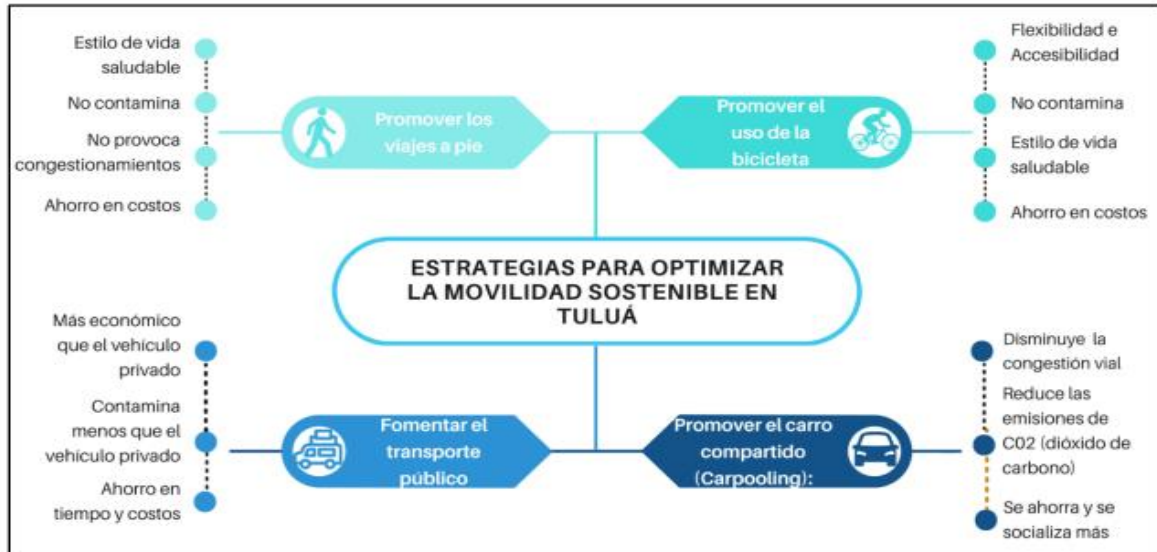 Estilo de vida
saludable
No contamina
No provoca
congestionamientos
Ahorro en costos
Promover los
viajes a pie
Promover el
uso de la
bicicleta
Flexibilidad e
Accesibilidad
No contamina
Estilo de vida
saludable
Ahorro en costos
ESTRATEGIAS PARA OPTIMIZAR
LA MOVILIDAD SOSTENIBLE EN
TULUÁ
Más económico
que el vehículo
privado
Contamina
menos que el
vehículo privado
Ahorro en
tiempo y costos
Fomentar el
transporte
público
Promover el carro
compartido
(Carpooling):
Disminuye la
congestión vial
Reduce las
emisiones de
C02 (dióxido de
carbono)
Se ahorra y se
socializa más